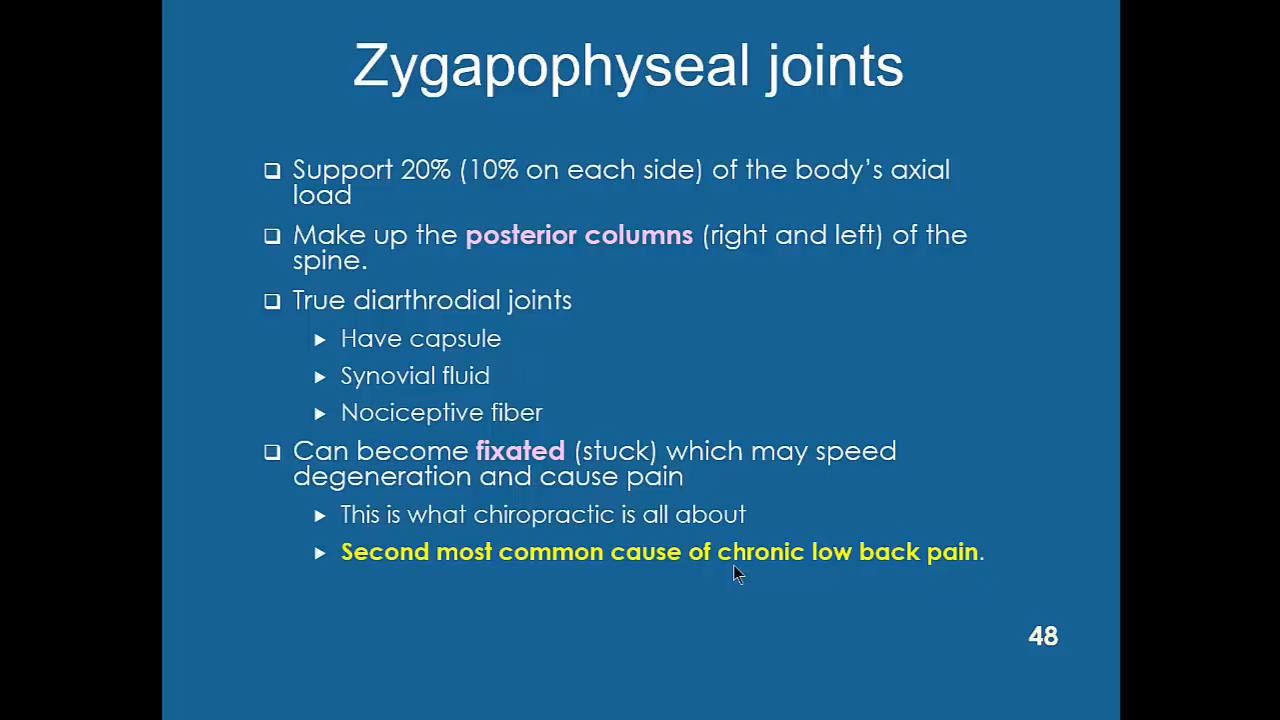 Zygapophyseal joints
Support 20% (10% on each side) of the body's axial
load
Make up the posterior columns (right and left) of the
spine.
True diarthrodial joints
Have capsule
Synovial fluid
Nociceptive fiber
Can become fixated (stuck) which may speed
degeneration and cause pain
This is what chiropractic is all about
Second most common cause of chronic low back pain.
48